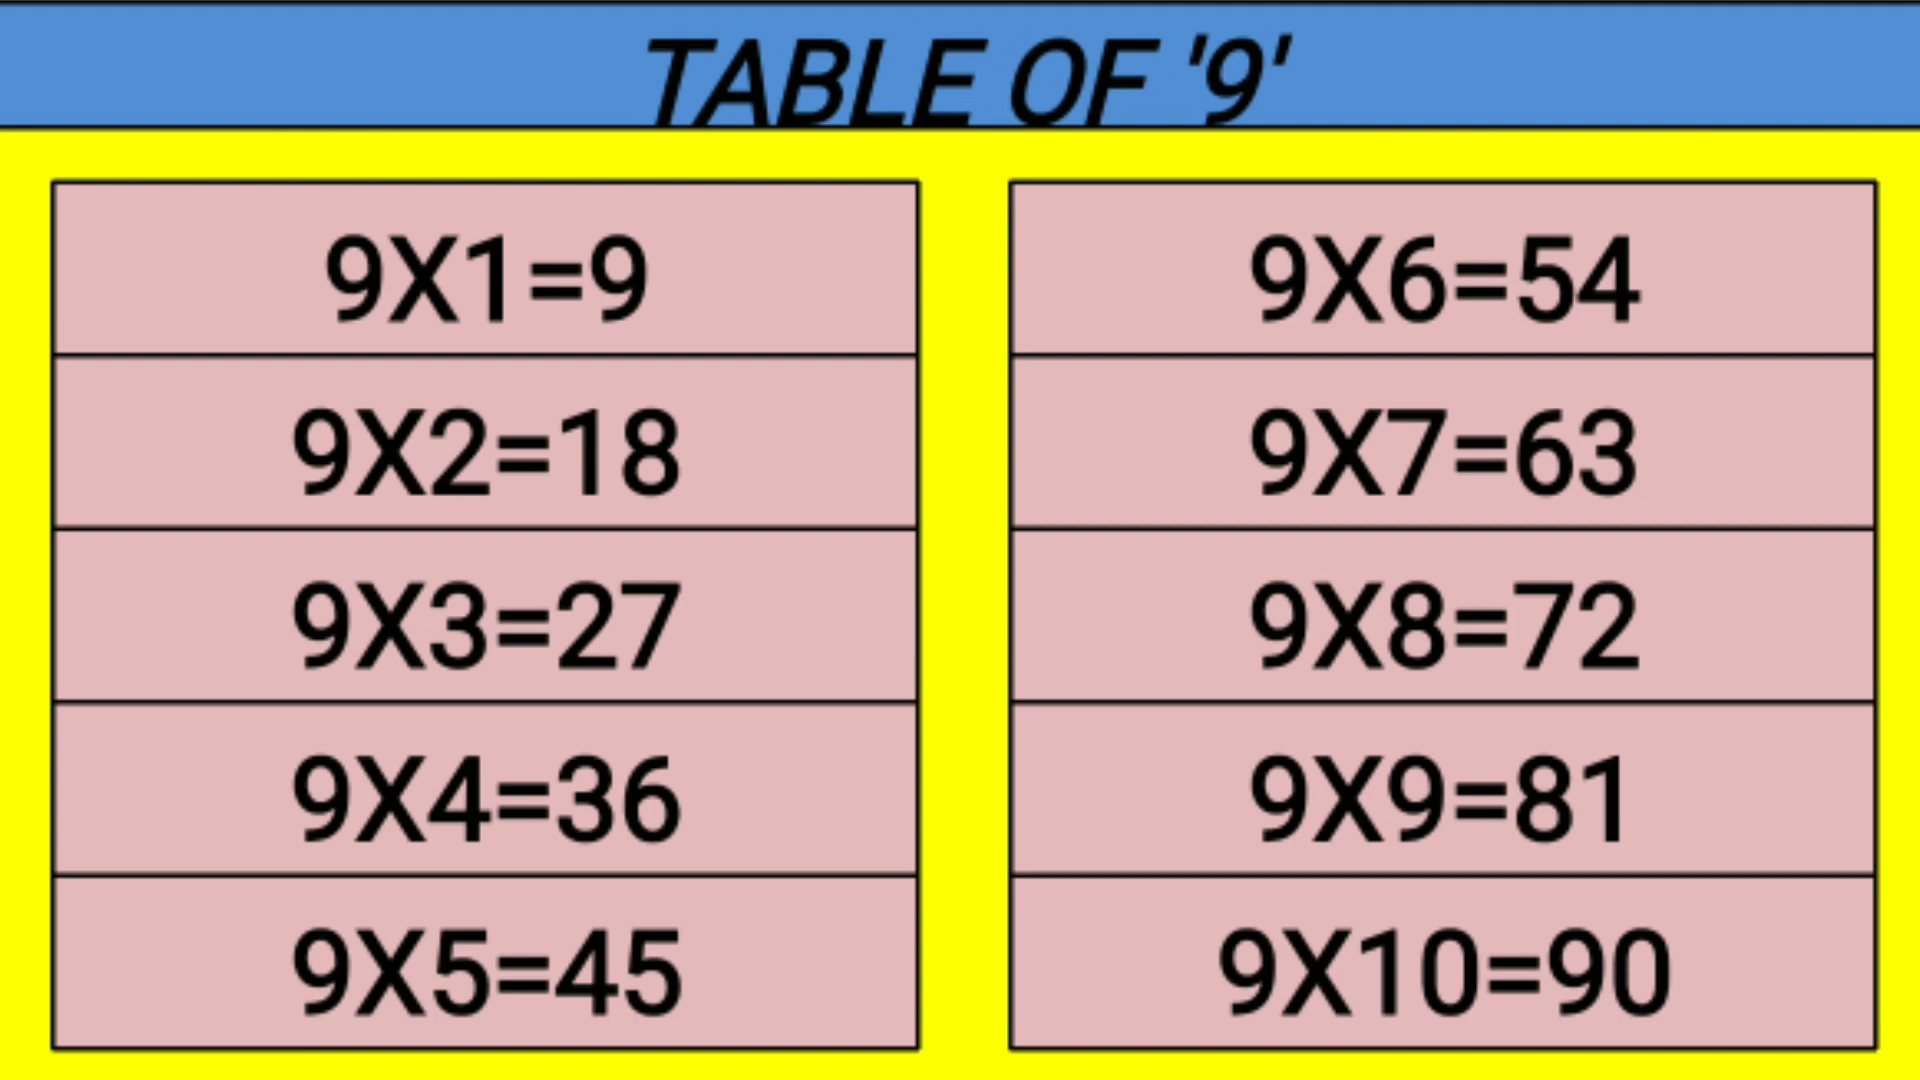 TABLE OF '9'
9X1=9
9X2=18
9X3=27
9X4=36
9X5=45
9X6=54
9X7=63
9X8=72
9X9=81
9X10=90